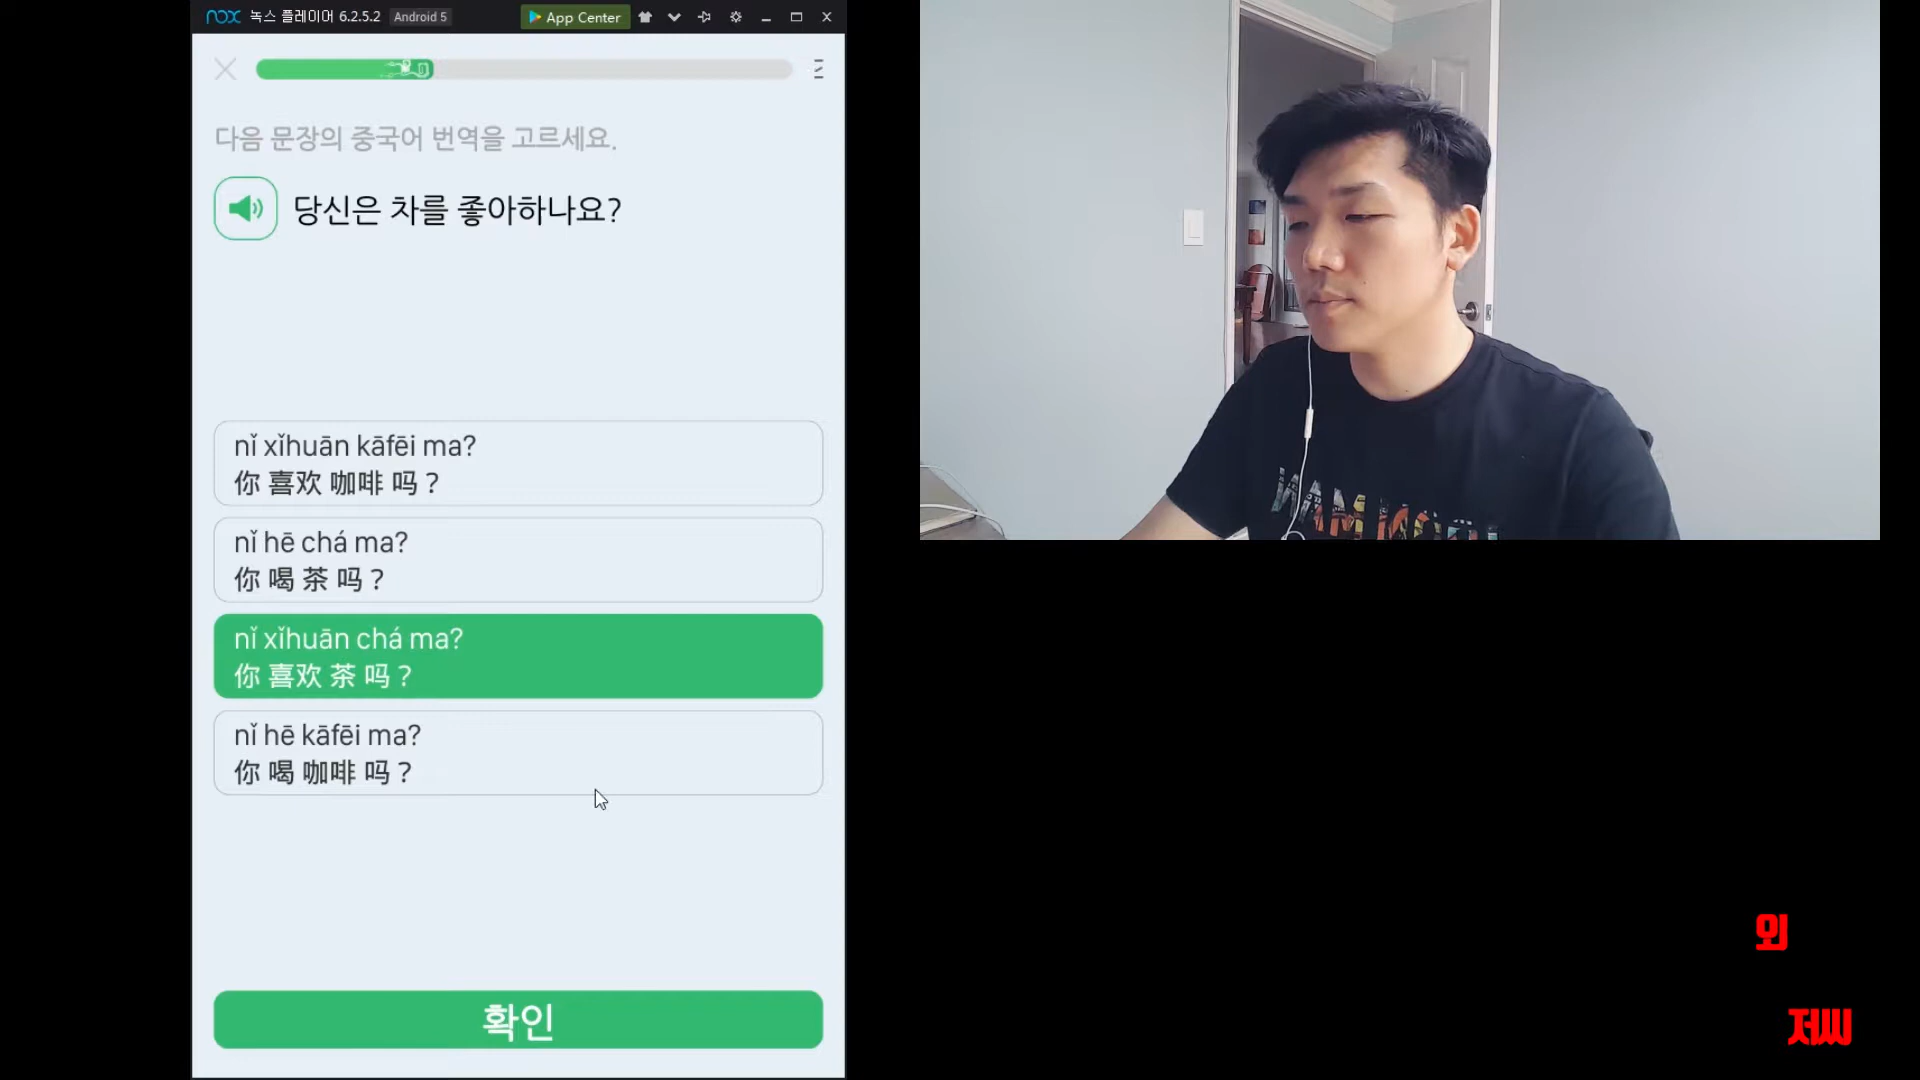 nox 녹스 플레이어 6.2.5.2 Android 5 App Center
다음 문장의 중국어 번역을 고르세요.
당신은 차를 좋아하나요?
nǐ xǐhuān kāfēi ma?
你 喜欢 咖啡 吗 ?
nǐ hē chá ma?
你 喝 茶 吗 ?
nǐ xǐhuān chá ma?
你 喜欢 茶 吗 ?
nǐ hē kāfēi ma?
你 喝 咖啡 吗 ?
확인
외
저씨